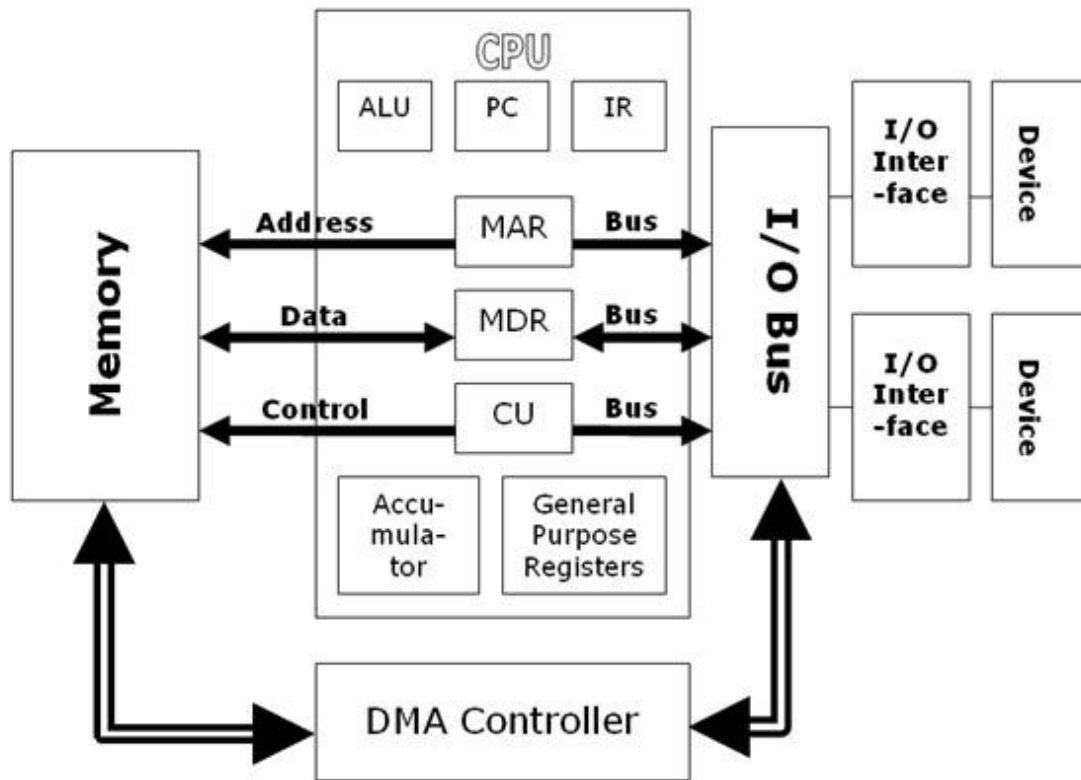 CPU
ALU
PC
IR
Memory
Address
MAR
Bus
Data
MDR
Bus
Control
CU
Bus
Accu-
mula-
tor
General
Purpose
Registers
I/O Bus
I/O
Inter
-face
Device
I/O
Inter
-face
Device
DMA Controller